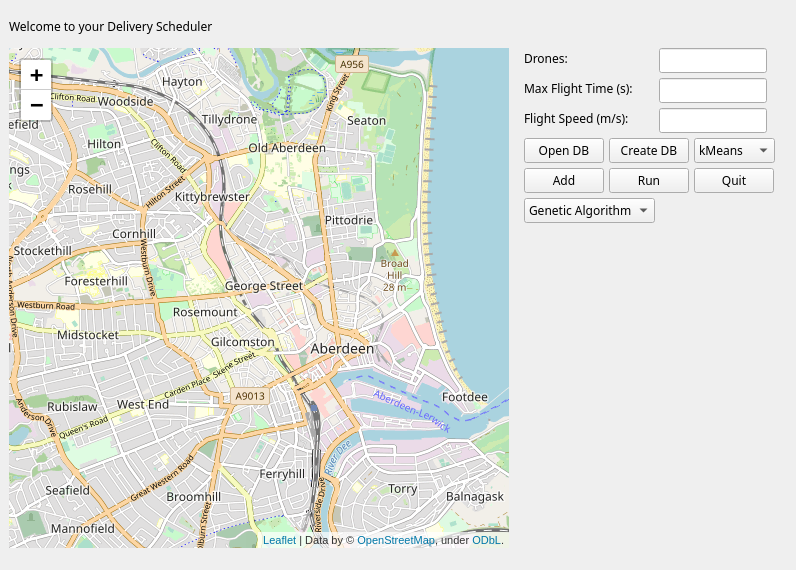 Welcome to your Delivery Scheduler
+
−
A956
Hayton
Clifton Road
Woodside
King Street
Tillydrone
Seaton
Hilton
Clifton Road
Old Aberdeen
Rosehill
Hilton Street
Kittybrewster
Pittodrie
Cornhill
Stockethill
Westburn Drive
Broad
Hill
28 m
Foresterhill
George Street
North Anderson Drive
Westburn Road
Rosemount
Midstocket
Gilcomston
Aberdeen
Skene Street
Carden Place
A9013
Footdee
Rubislaw
West End
Aberdeen-Lerwick
Anderson Drive
Queen's Road
River Dee
Great Western Road
Ferryhill
Seafield
Broomhill
Torry
Balnagask
Riverside Drive
Mannofield
Leaflet | Data by © OpenStreetMap, under ODbL.
Drones:
Max Flight Time (s):
Flight Speed (m/s):
Open DB Create DB kMeans
Add Run Quit
Genetic Algorithm